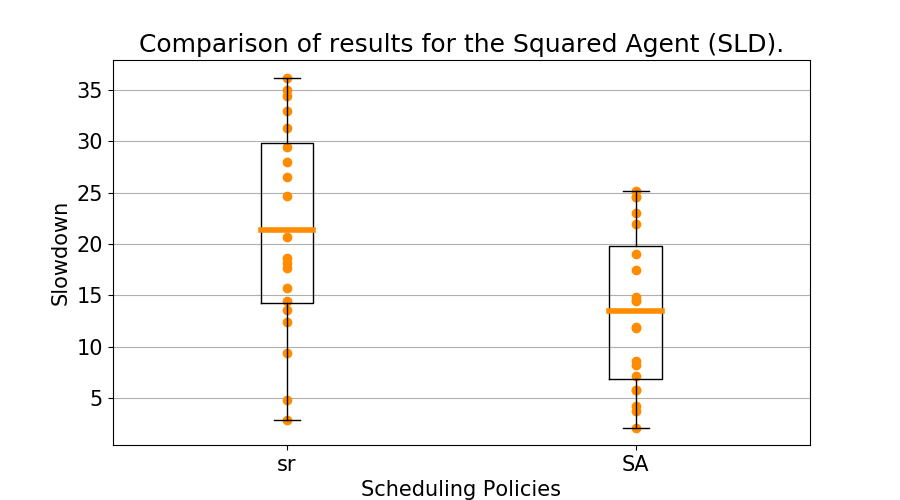 Comparison of results for the Squared Agent (SLD).
35
30
25
20
15
10
5
Slowdown
sr
SA
Scheduling Policies